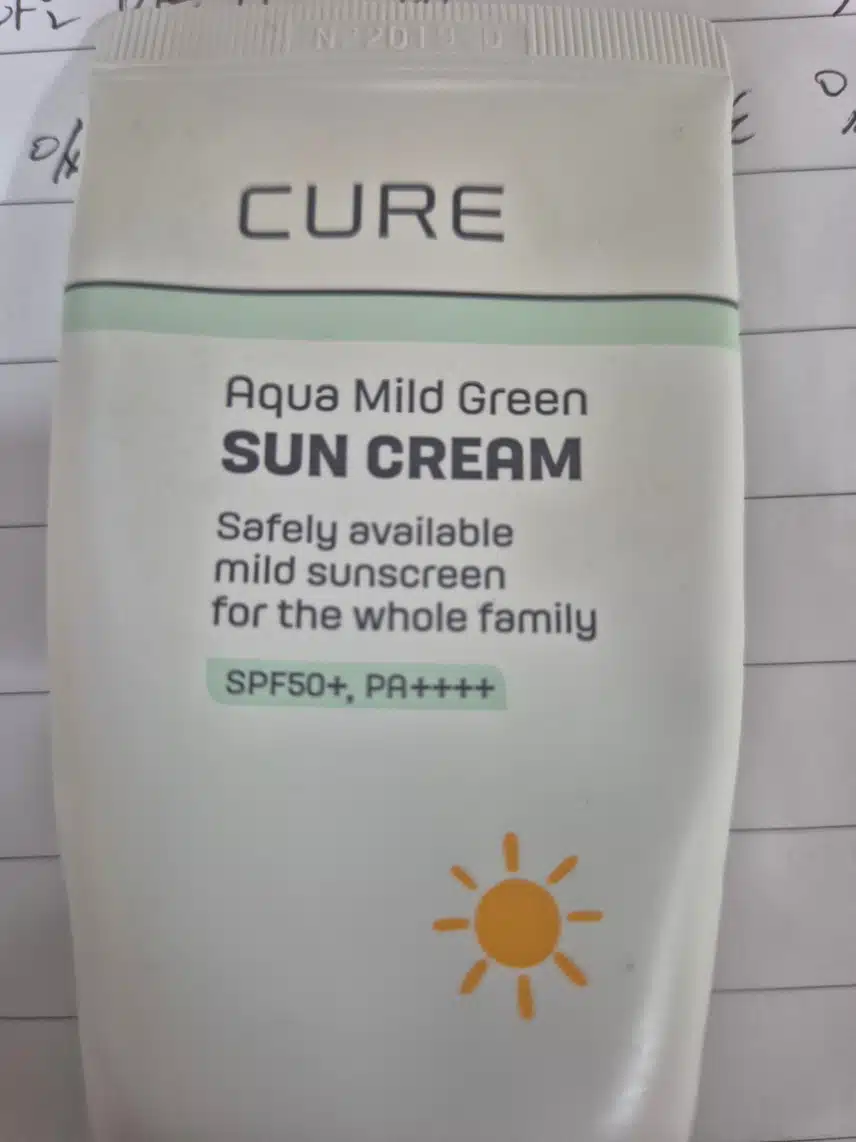 CURE
Aqua Mild Green
SUN CREAM
Safely available
mild sunscreen
for the whole family
SPF50+, PA++++